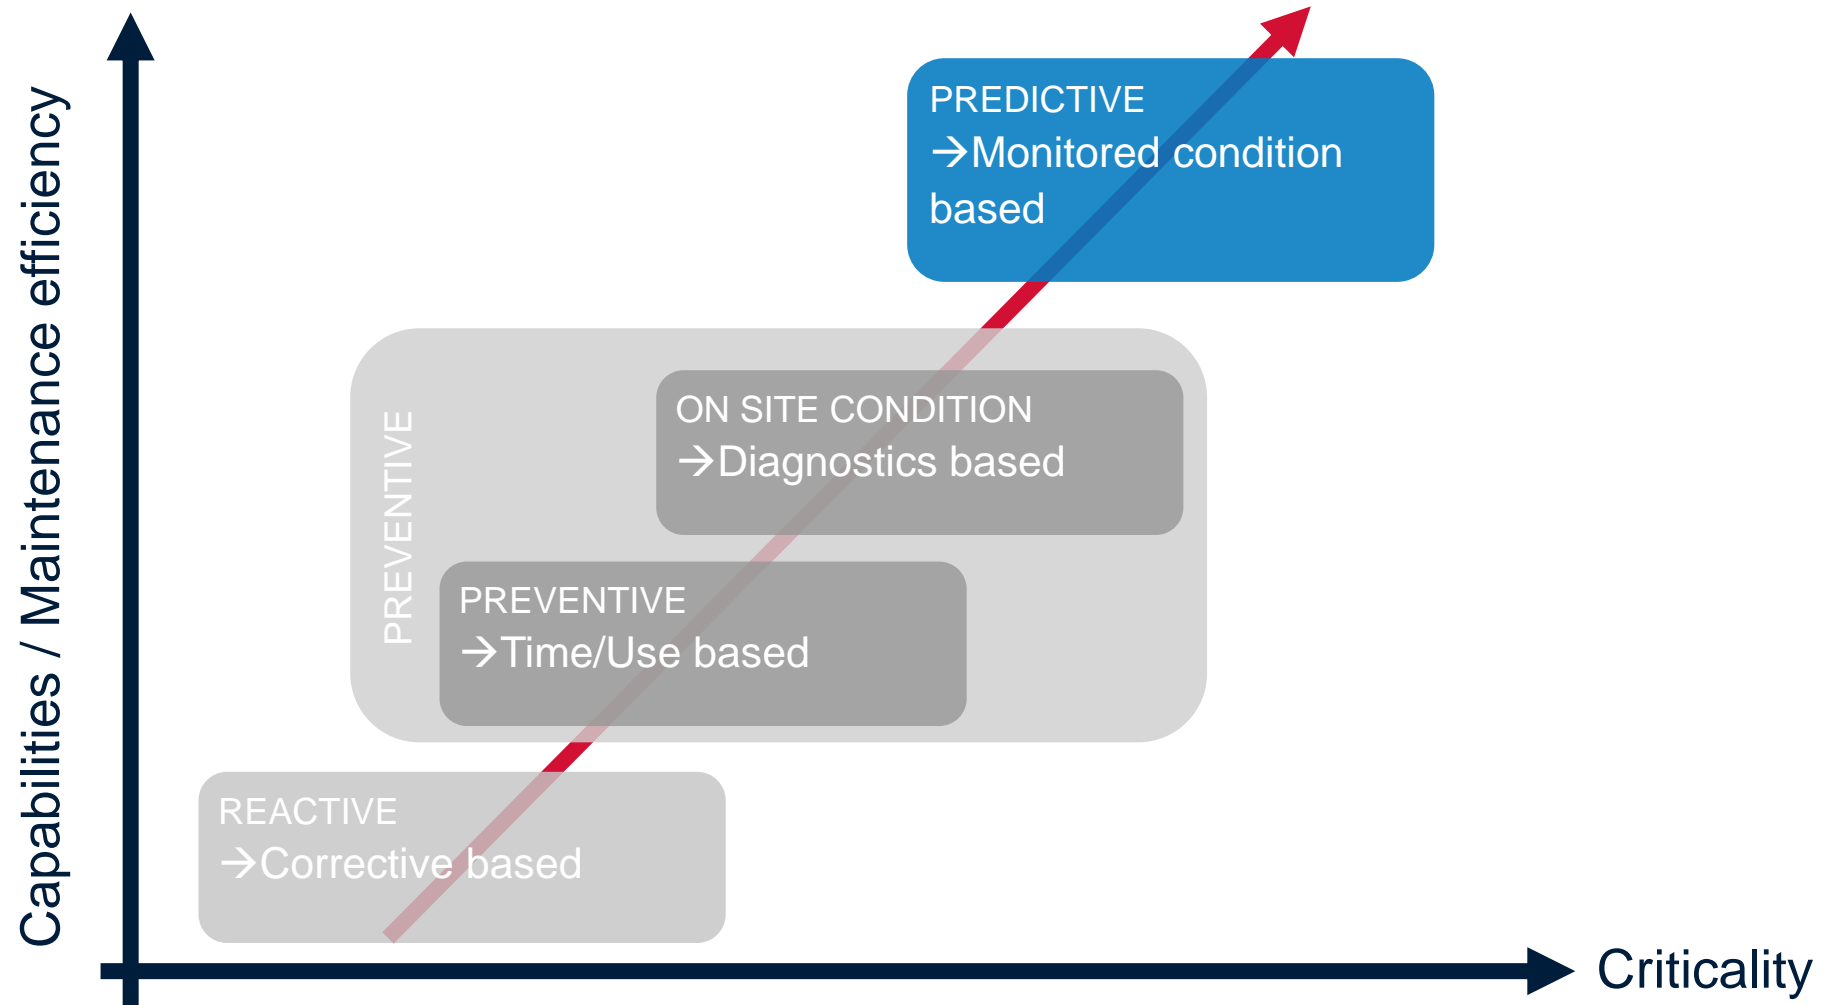 Capabilities / Maintenance efficiency
PREDICTIVE
→Monitored condition
based
PREVENTIVE
ON SITE CONDITION
→Diagnostics based
PREVENTIVE
→Time/Use based
REACTIVE
→Corrective based
Criticality